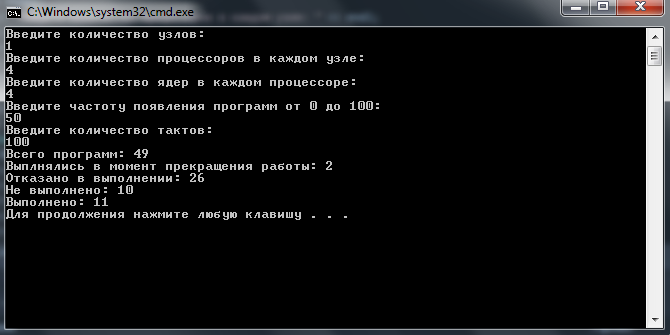 C:\Windows\system32\cmd.exe
Введите количество узлов:
1
Введите количество процессоров в каждом узле:
4
Введите количество ядер в каждом процессоре:
4
Введите частоту появления программ от 0 до 100:
50
Введите количество тактов:
100
Всего программ: 49
Выплнялись в момент прекращения работы: 2
Отказано в выполнении: 26
Не выполнено: 10
Выполнено: 11
Для продолжения нажмите любую клавишу . . .